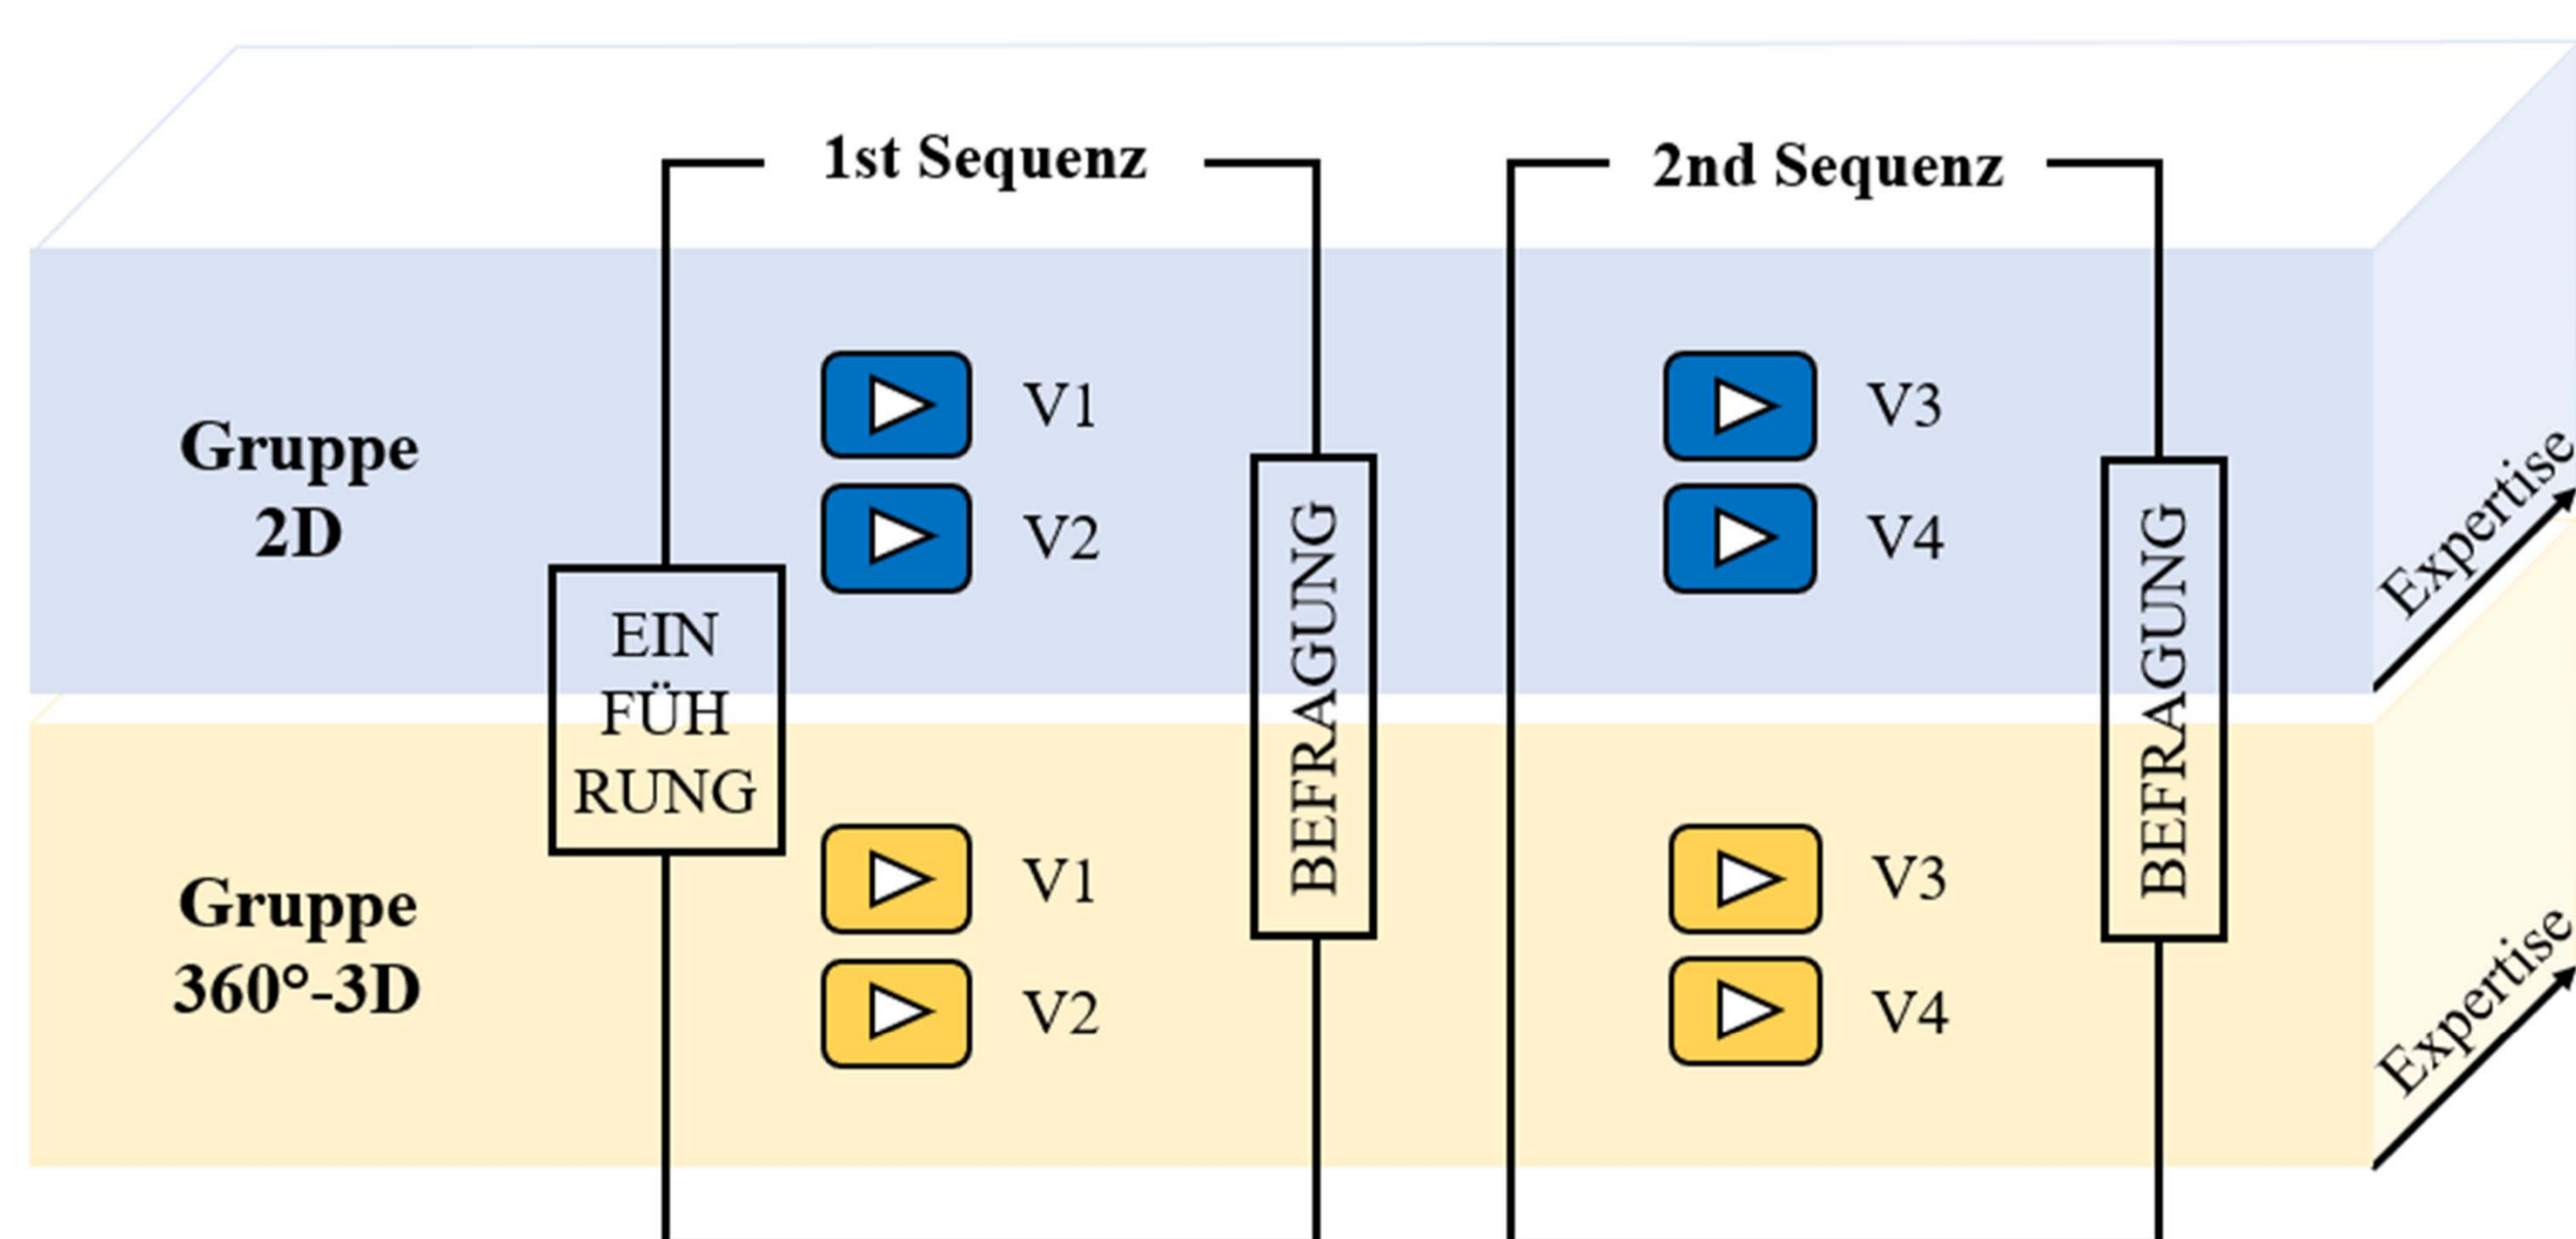 1st Sequenz
2nd Sequenz
Gruppe
2D
V1
V2
V3
V4
EIN
FÜH
RUNG
BEFRAGUNG
BEFRAGUNG
Expertise
Gruppe
360°-3D
V1
V2
V3
V4
Expertise